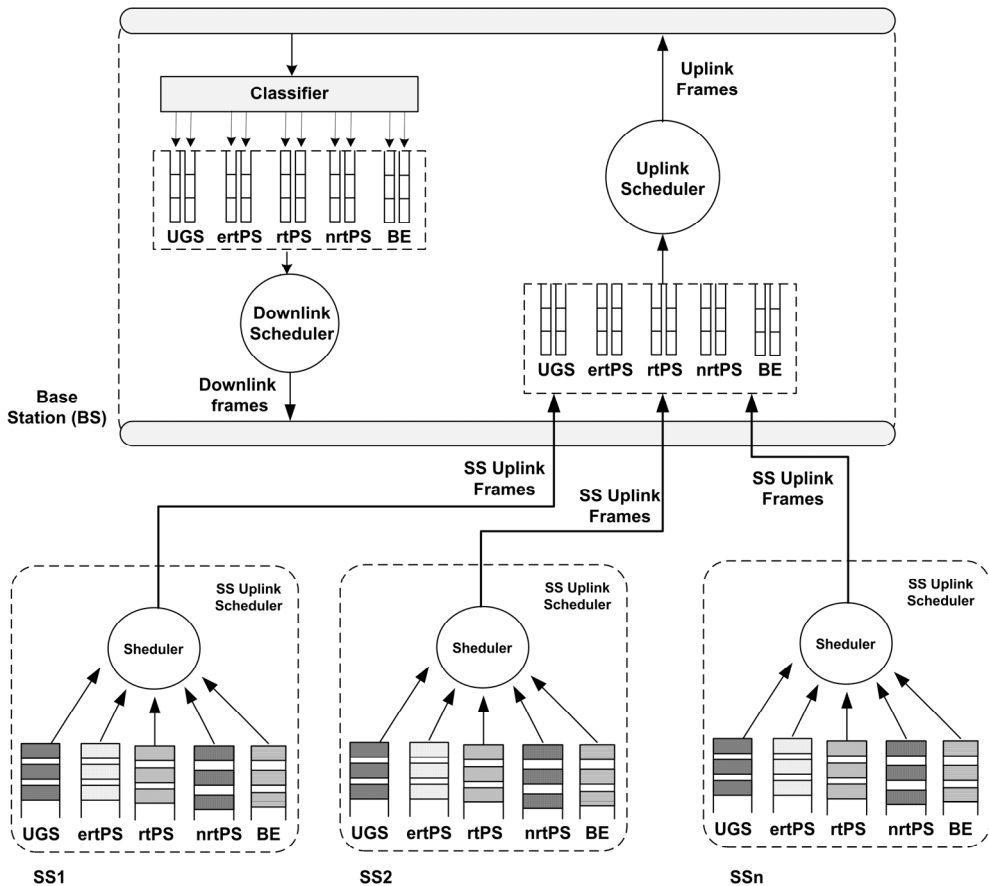 Classifier
UGS ertPS rtPS nrtPS BE
Downlink
Scheduler
Downlink
frames
Uplink
Frames
Uplink
Scheduler
UGS ertPS rtPS nrtPS BE
Base
Station (BS)
SS Uplink
Frames
SS Uplink
Frames
SS Uplink
Frames
SS Uplink
Scheduler
Sheduler
UGS ertPS rtPS nrtPS BE
SS1
SS Uplink
Scheduler
Sheduler
UGS ertPS rtPS nrtPS BE
SS2
SS Uplink
Scheduler
Sheduler
UGS ertPS rtPS nrtPS BE
SSn